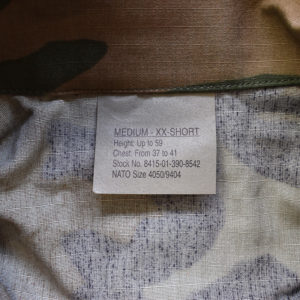 MEDIUM - XX-SHORT
Height: Up to 59
Chest: From 37 to 41
Stock No. 8415-01-390-8542
NATO Size 4050/9404